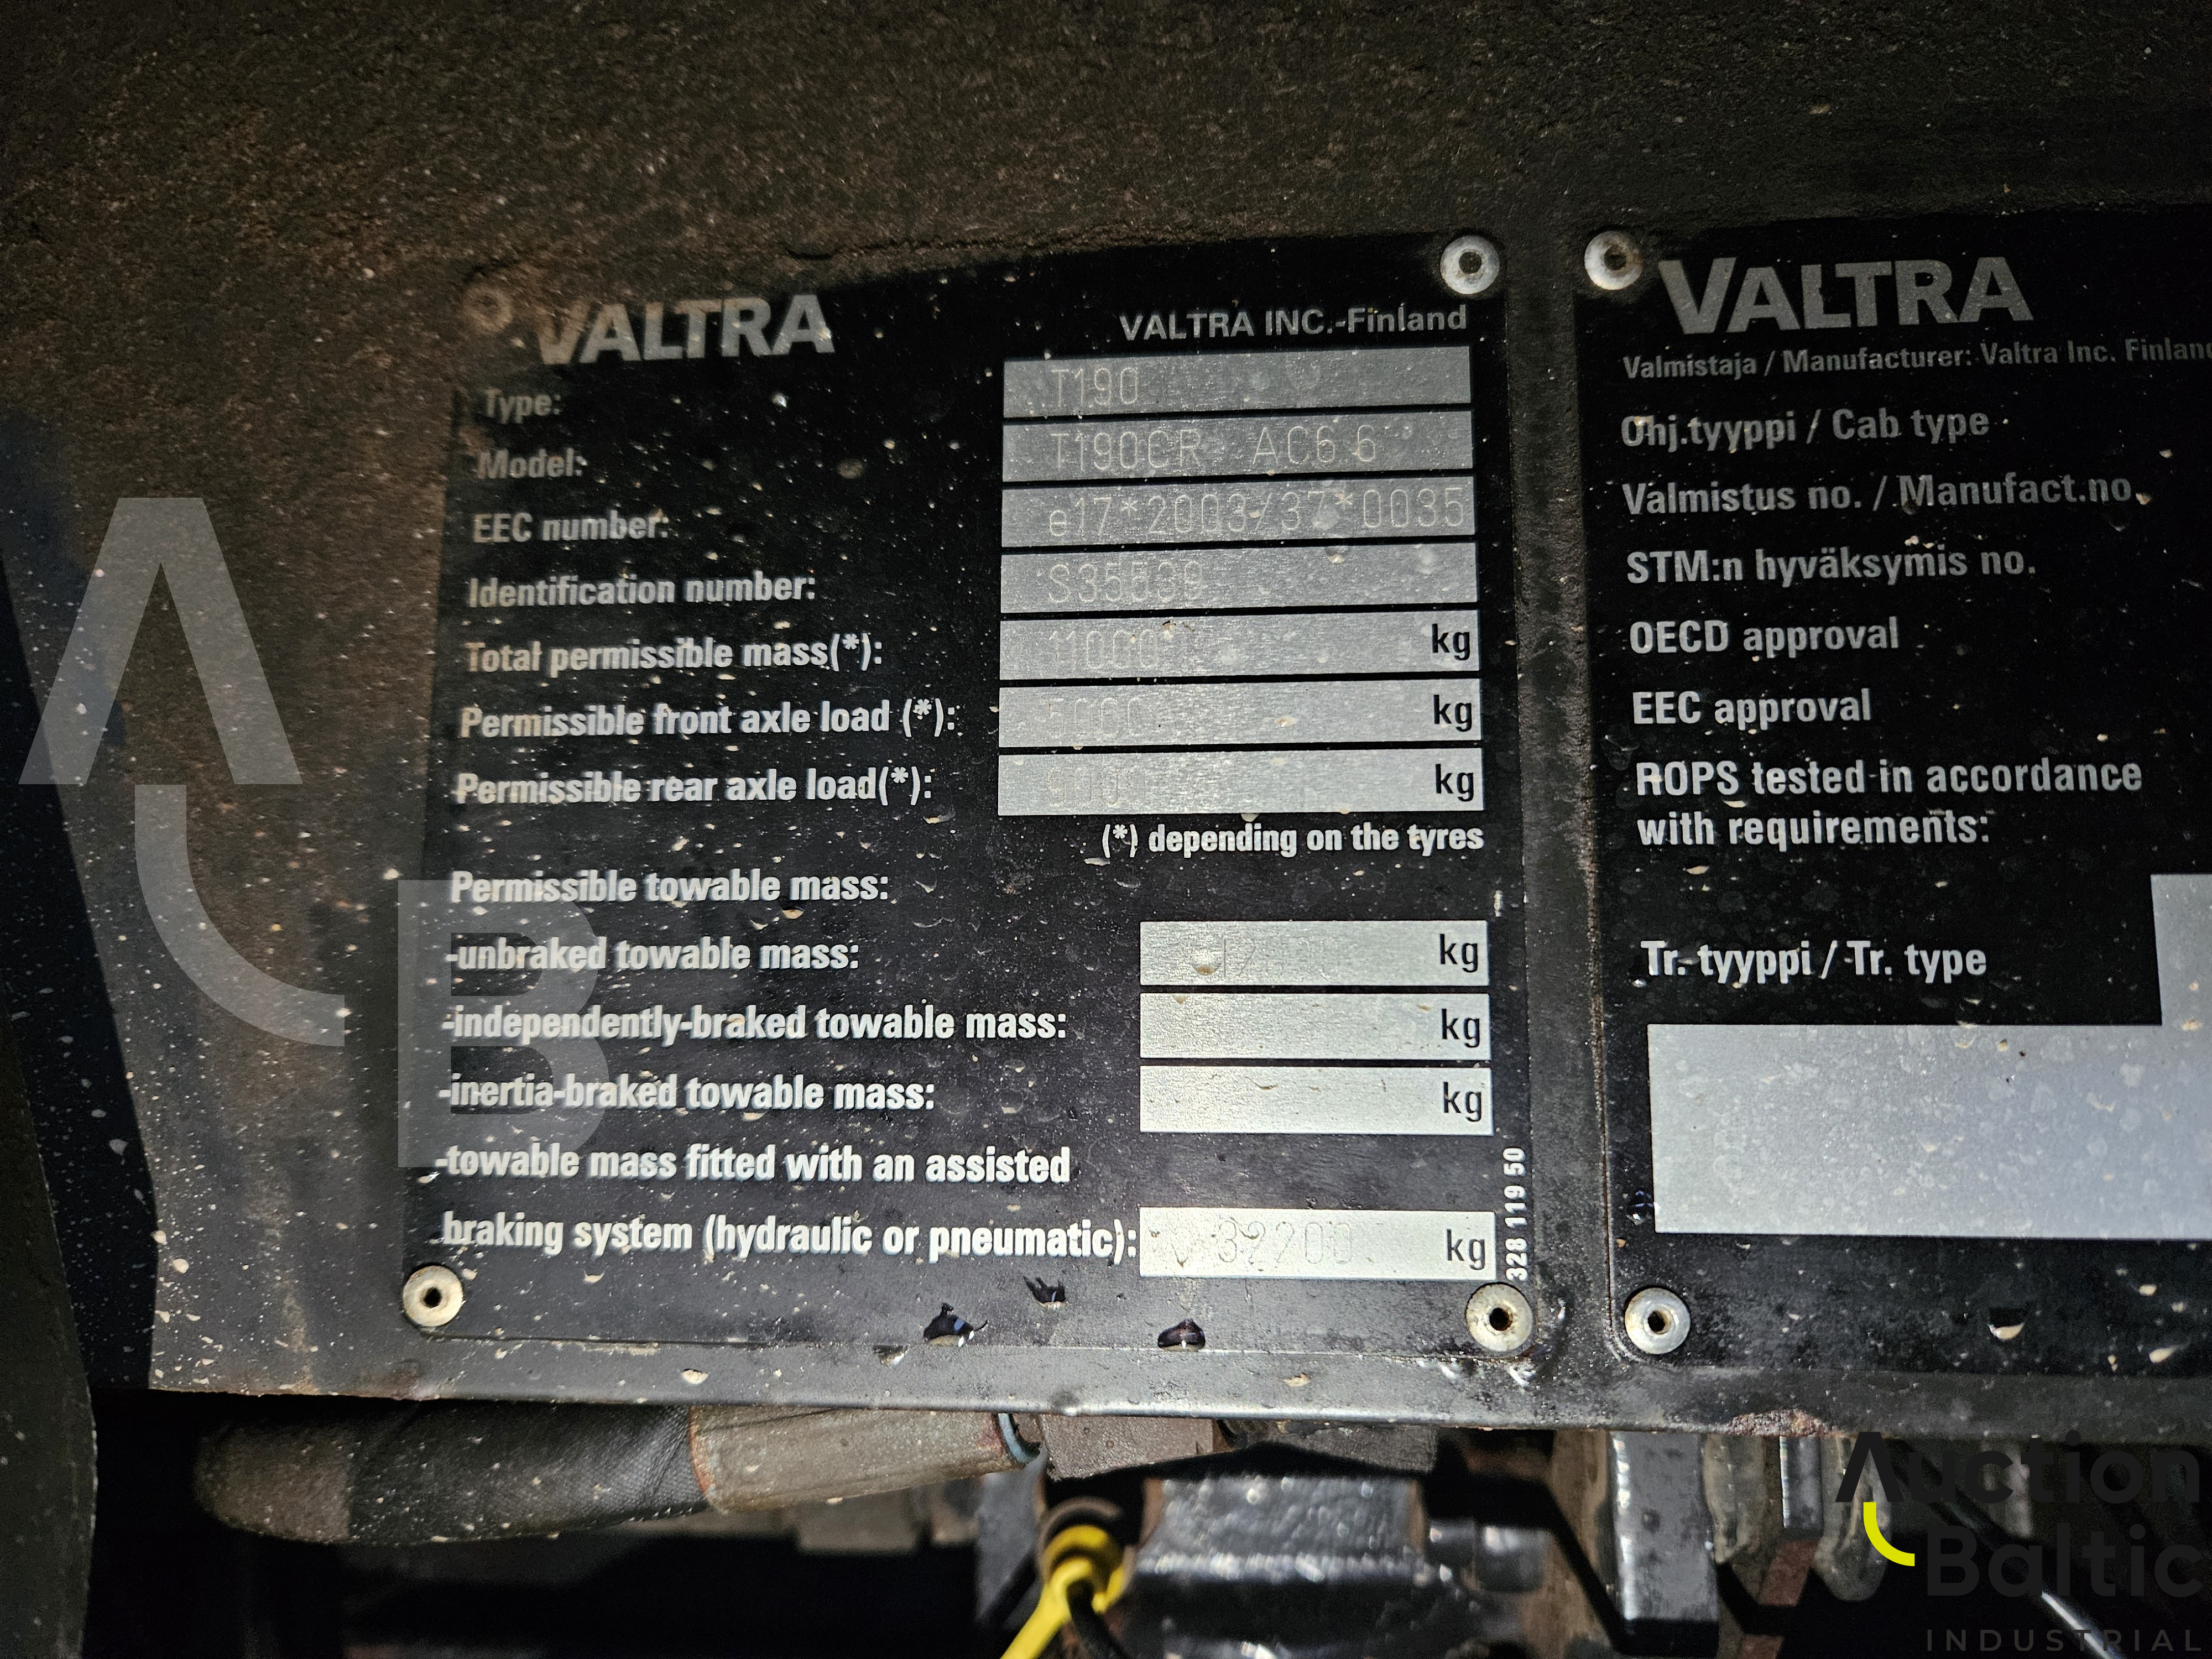 VALTRA
VALTRA INC.-Finland
Type: T190
Model: T190CR AC6.6
EEC number: e17*2003/37*0035
Identification number: S35539
Total permissible mass(*): 11000 kg
Permissible front axle load (*): 5000 kg
Permissible rear axle load(*): kg
(*) depending on the tyres
Permissible towable mass:
-unbraked towable mass: kg
-independently-braked towable mass: kg
-inertia-braked towable mass: kg
-towable mass fitted with an assisted
braking system (hydraulic or pneumatic): 32200 kg
328 119 50
VALTRA
Valmistaja / Manufacturer: Valtra Inc. Finland
Ohj.tyyppi / Cab type
Valmistus no. / Manufact.no.
STM:n hyväksymis no.
OECD approval
EEC approval
ROPS tested in accordance
with requirements:
Tr. tyyppi / Tr. type
AB
Auction
Baltic
INDUSTRIAL